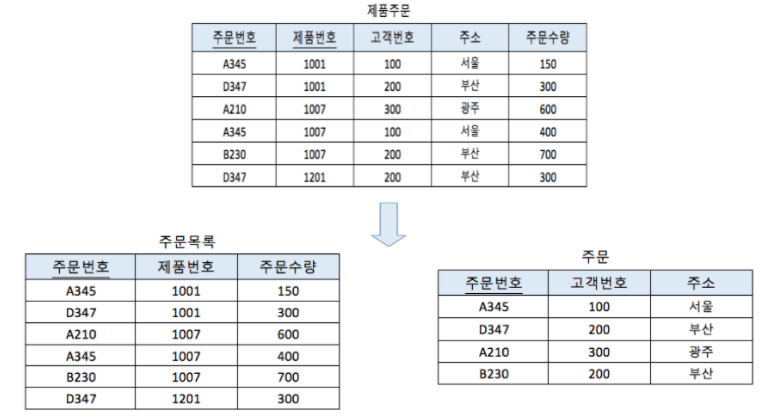 제품주문
주문번호 제품번호 고객번호 주소 주문수량
A345 1001 100 서울 150
D347 1001 200 부산 300
A210 1007 300 광주 600
A345 1007 100 서울 400
B230 1007 200 부산 700
D347 1201 200 부산 300
주문목록
주문번호 제품번호 주문수량
A345 1001 150
D347 1001 300
A210 1007 600
A345 1007 400
B230 1007 700
D347 1201 300
주문
주문번호 고객번호 주소
A345 100 서울
D347 200 부산
A210 300 광주
B230 200 부산